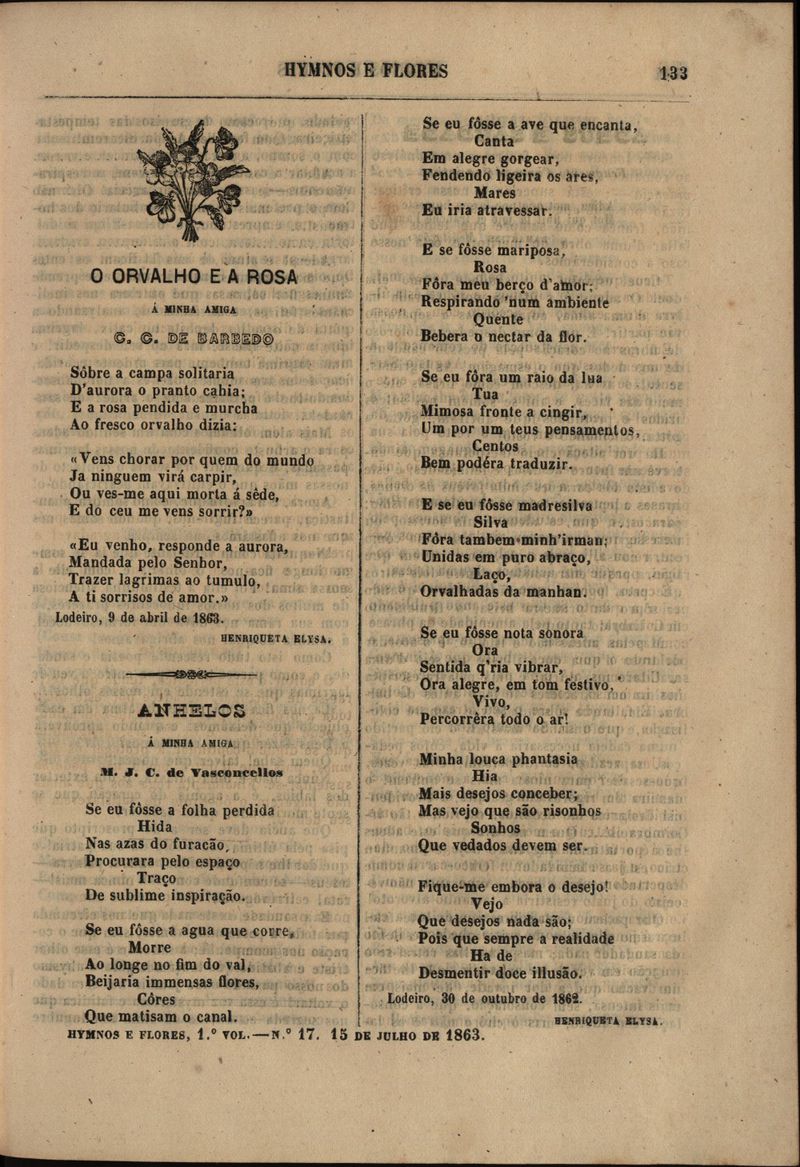 HYMNOS E FLORES
133
O ORVALHO E A ROSA
Á MINHA AMIGA
C. G. DE BARBEDO
Sôbre a campa solitaria
D'aurora o pranto cahia;
E a rosa pendida e murcha
Ao fresco orvalho dizia:
«Vens chorar por quem do mundo
Ja ninguem virá carpir,
Ou ves-me aqui morta á sêde,
E do ceu me vens sorrir?»
«Eu venho, responde a aurora,
Mandada pelo Senhor,
Trazer lagrimas ao tumulo,
A ti sorrisos de amor.»
Lodeiro, 9 de abril de 1863.
HENRIQUETA ELYSA.
ANHELOS
Á MINHA AMIGA
M. J. C. de Vasconcellos
Se eu fôsse a folha perdida
Hida
Nas azas do furacão,
Procurara pelo espaço
Traço
De sublime inspiração.
Se eu fôsse a agua que corre,
Morre
Ao longe no fim do val,
Beijaria immensas flores,
Côres
Que matisam o canal.
Se eu fôsse a ave que encanta,
Canta
Em alegre gorgear,
Fendendo ligeira os ares,
Mares
Eu iria atravessar.
E se fôsse mariposa,
Rosa
Fôra meu berço d'amor;
Respirando 'num ambiente
Quente
Bebera o nectar da flor.
Se eu fôra um raio da lua
Tua
Mimosa fronte a cingir,
Um por um teus pensamentos,
Centos
Bem podéra traduzir.
E se eu fôsse madresilva
Silva
Fôra tambem minh'irman;
Unidas em puro abraço,
Laço,
Orvalhadas da manhan.
Se eu fôsse nota sonora
Ora
Sentida q'ria vibrar,
Ora alegre, em tom festivo,
Vivo,
Percorrêra todo o ar!
Minha louca phantasia
Hia
Mais desejos conceber;
Mas vejo que são risonhos
Sonhos
Que vedados devem ser.
Fique-me embora o desejo!
Vejo
Que desejos nada são;
Pois que sempre a realidade
Ha de
Desmentir doce illusão.
Lodeiro, 30 de outubro de 1862.
HENRIQUETA ELYSA.
HYMNOS E FLORES, 1.º VOL.—N.º 17. 15 DE JULHO DE 1863.